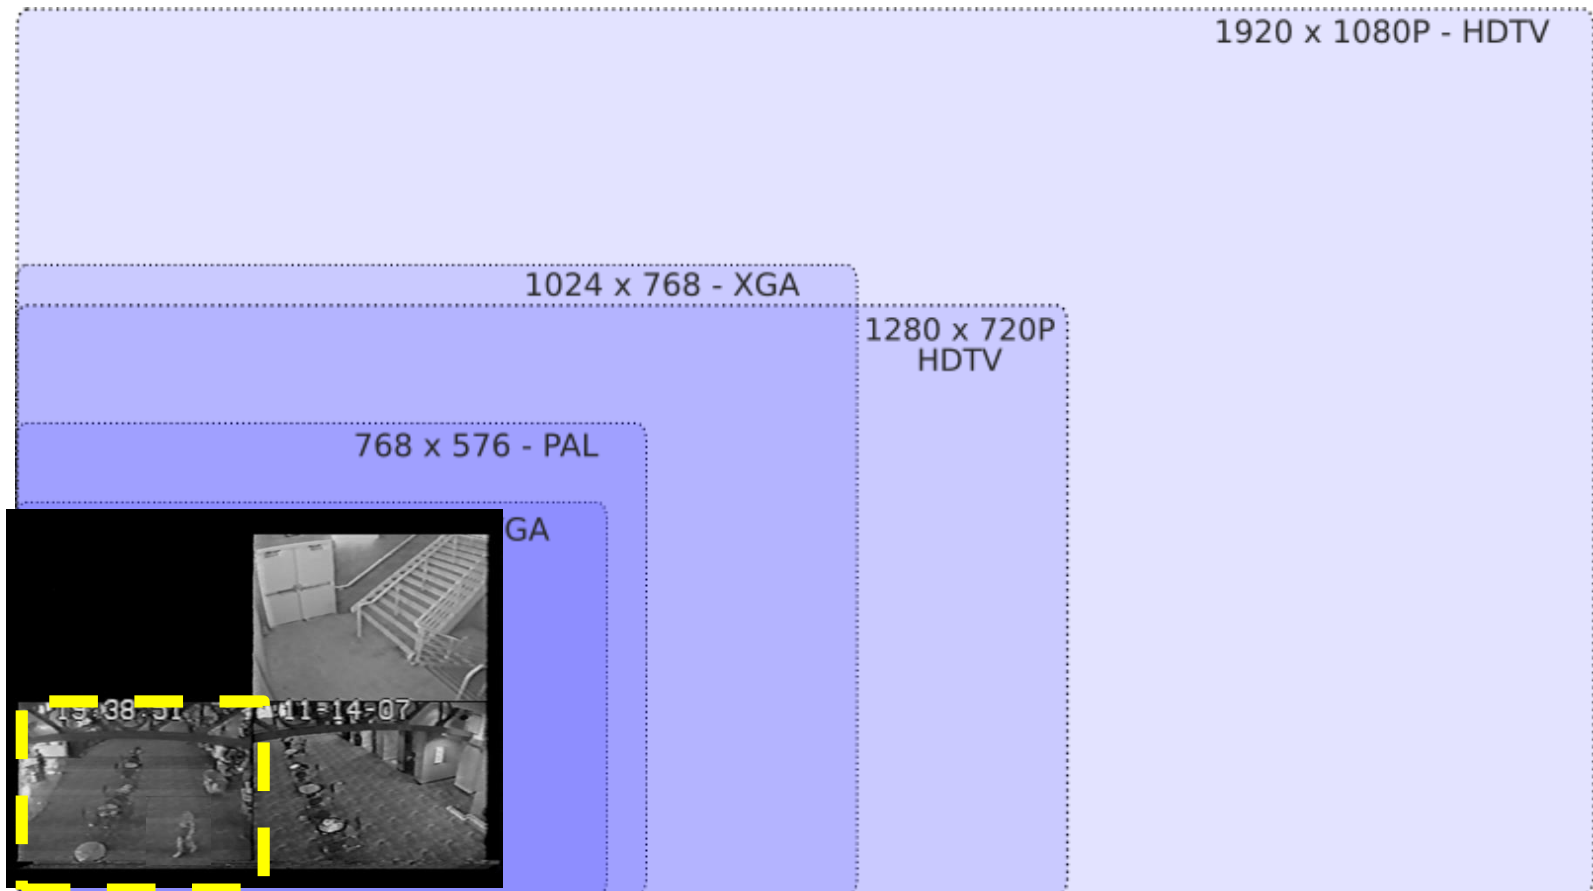 1920 x 1080P - HDTV
1024 x 768 - XGA
1280 x 720P
HDTV
768 x 576 - PAL
GA
11-14-07